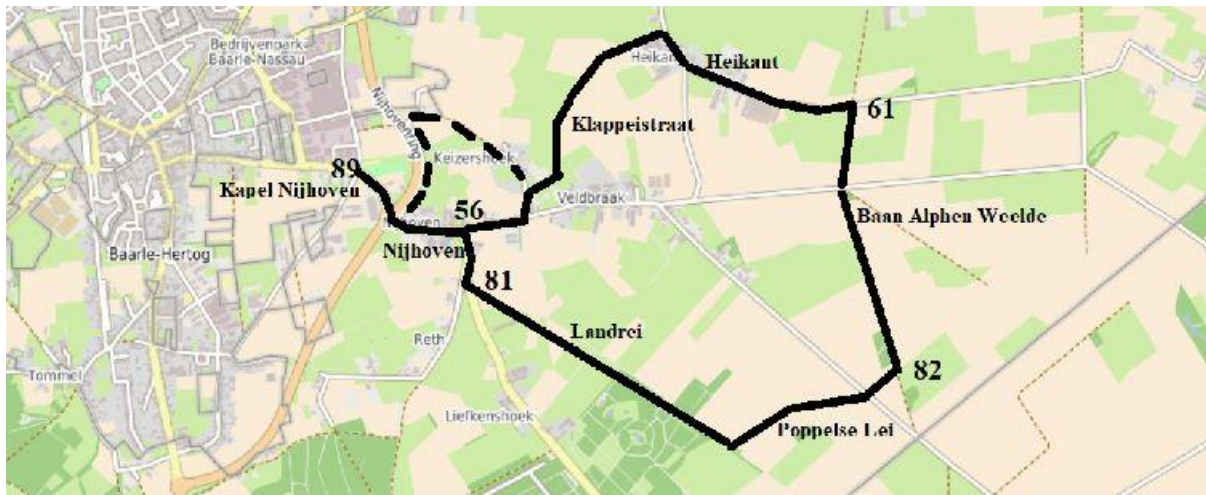 Bedrijvenpark
Baarle-Nassau
Heikant
Heikant
Nijhovenring
61
Klappeistraat
Keizershoek
89
Kapel Nijhoven
Veldbraak
56
Baan Alphen Weelde
Nijhoven
Baarle-Hertog
81
Landrei
Reth
82
Tommel
Liefkenshoek
Poppelse Lei